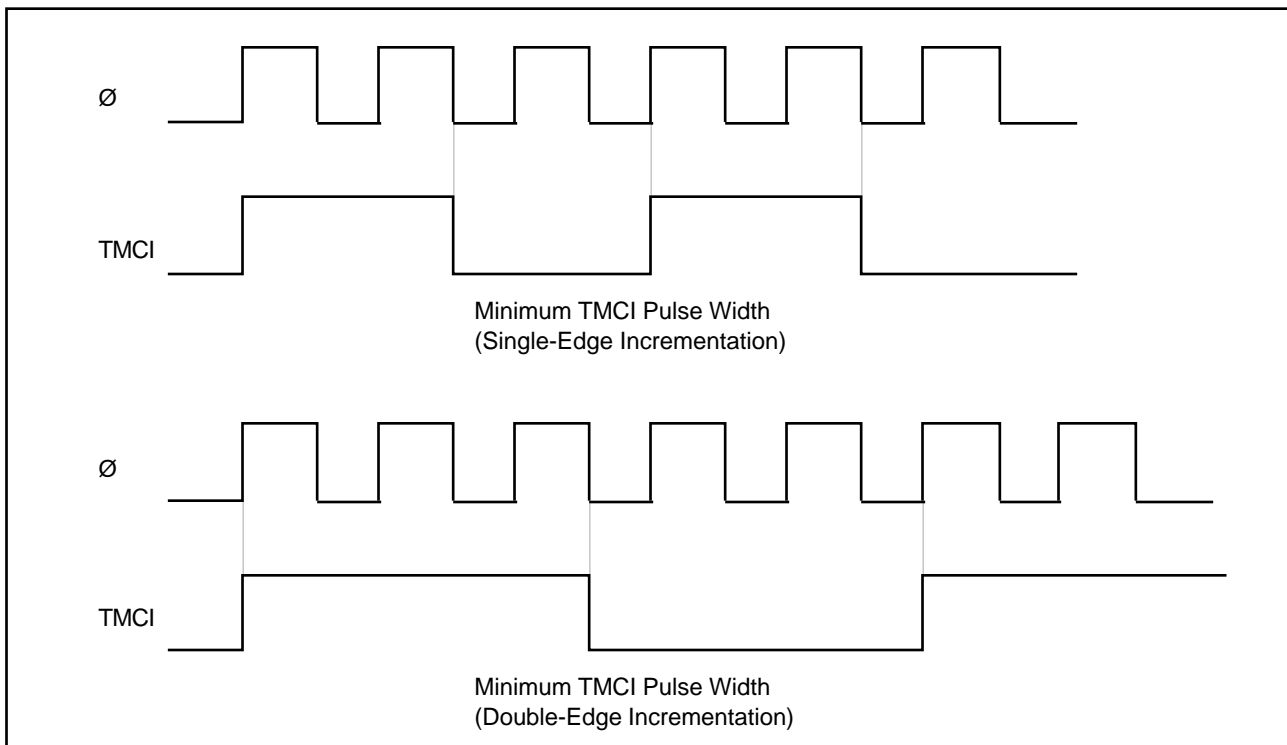 Ø
TMCI
Minimum TMCI Pulse Width
(Single-Edge Incrementation)
Ø
TMCI
Minimum TMCI Pulse Width
(Double-Edge Incrementation)